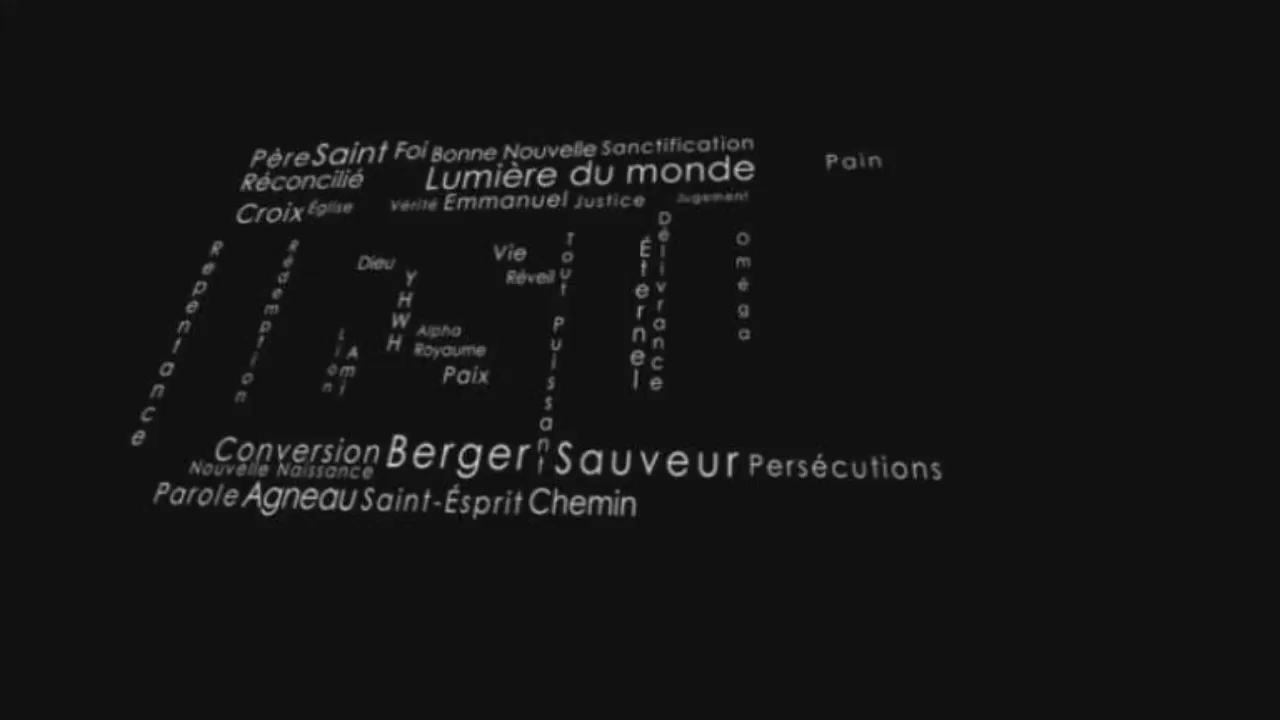 Père Saint Foi Bonne Nouvelle Sanctification
Pain
Réconcilié Lumière du monde
Croix Église Vérité Emmanuel Justice Jugement
Repentance
Rédemption
Dieu
YHWH
Lion
Ami
Alpha
Royaume
Paix
Vie
Réveil
Tout Puissant
Éternel
Délivrance
Oméga
Conversion Berger Sauveur Persécutions
Nouvelle Naissance
Parole Agneau Saint-Ésprit Chemin